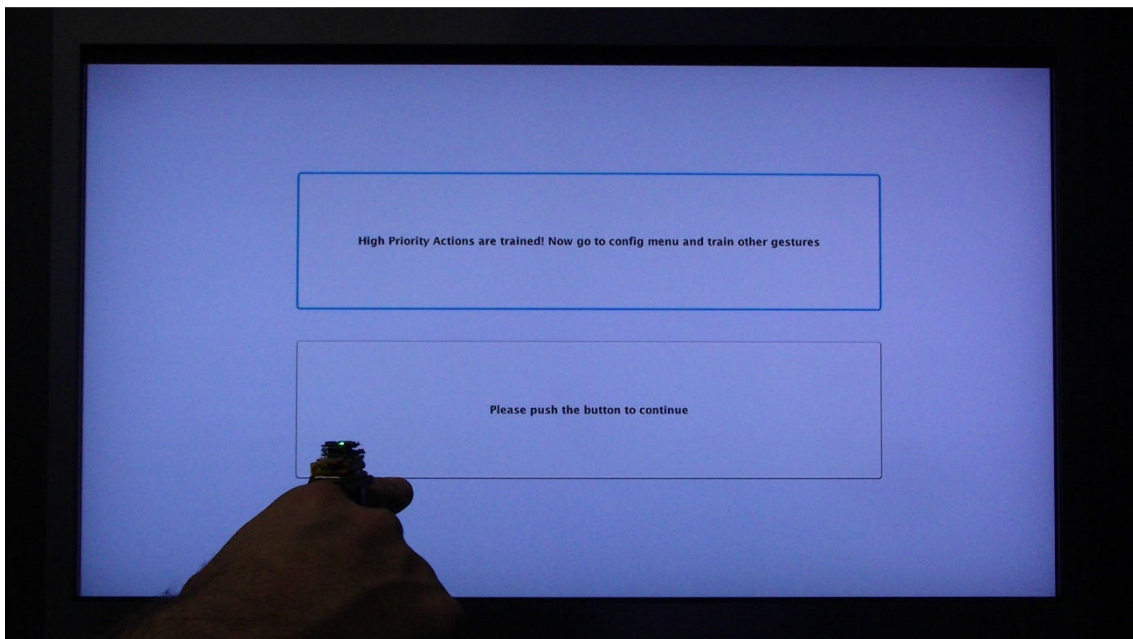 High Priority Actions are trained! Now go to config menu and train other gestures
Please push the button to continue